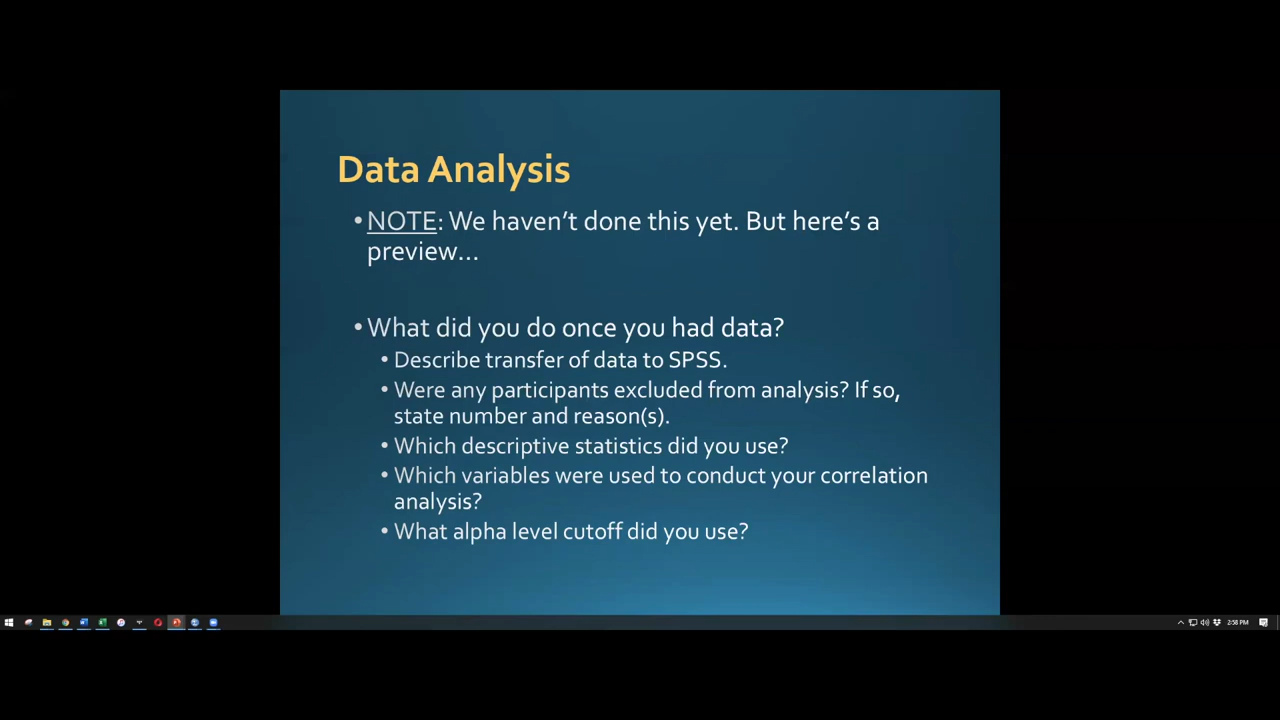 Data Analysis
•NOTE: We haven’t done this yet. But here’s a
preview…
•What did you do once you had data?
• Describe transfer of data to SPSS.
• Were any participants excluded from analysis? If so,
state number and reason(s).
• Which descriptive statistics did you use?
• Which variables were used to conduct your correlation
analysis?
• What alpha level cutoff did you use?
2:58 PM